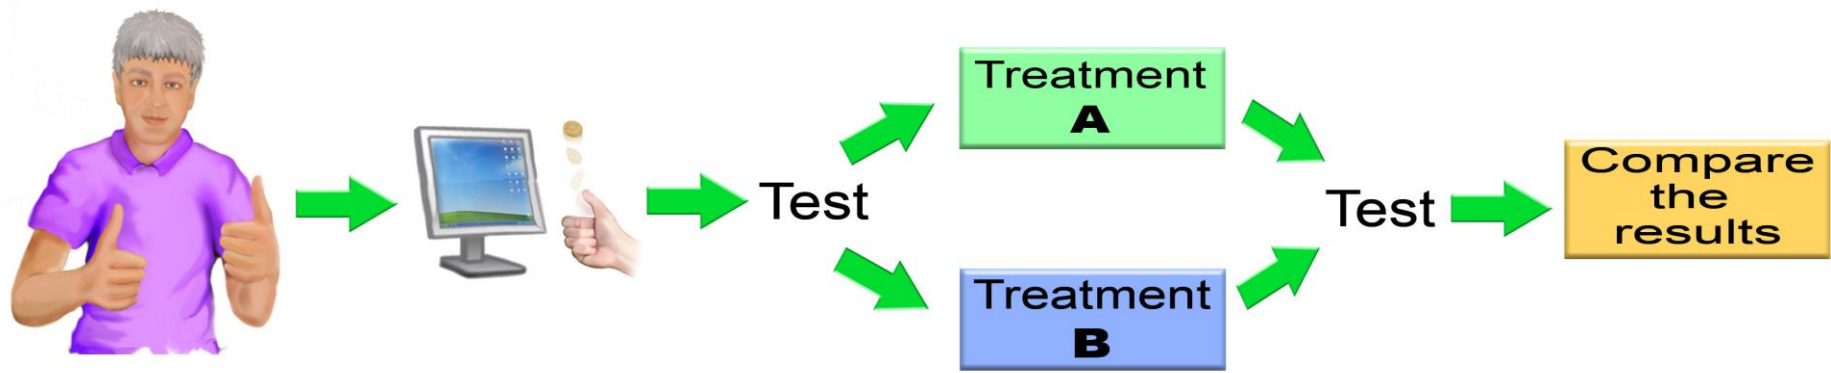 Test
Treatment
A
Treatment
B
Test
Compare
the
results